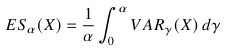 ES_α(X) = \frac{1}{α} \int_0^α VAR_γ(X) dγ